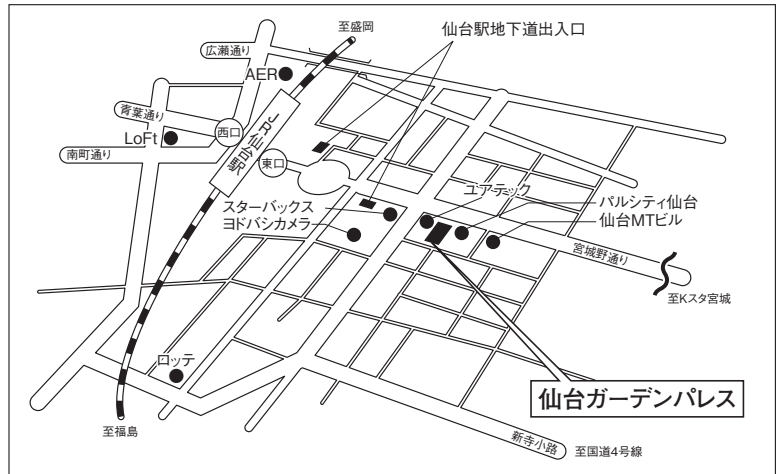 至盛岡
仙台駅地下道出入口
広瀬通り
AER
青葉通り
西口
LoFt
南町通り
JR仙台駅
東口
スターバックス
ヨドバシカメラ
ユアテック
パルシティ仙台
仙台MTビル
宮城野通り
至Kスタ宮城
ロッテ
仙台ガーデンパレス
至福島
新寺小路
至国道4号線